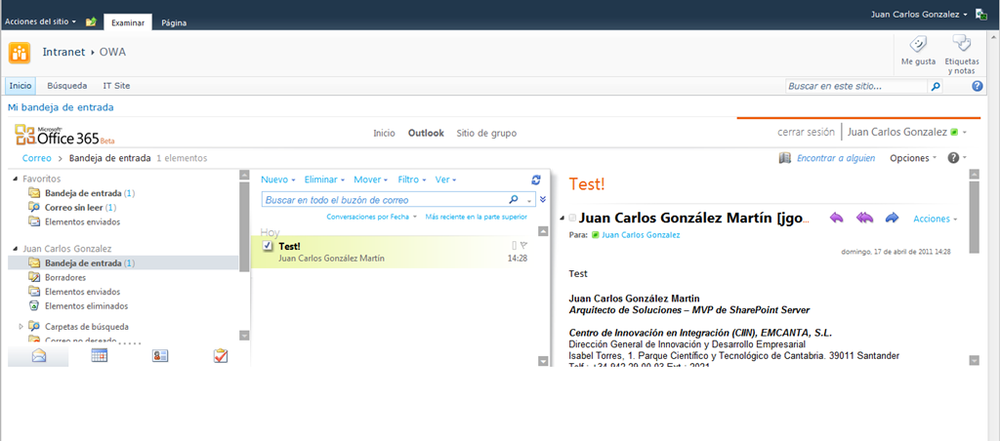 Acciones del sitio
Examinar
Página
Juan Carlos Gonzalez
Intranet
OWA
Me gusta
Etiquetas
y notas
Inicio
Búsqueda
IT Site
Buscar en este sitio...
Mi bandeja de entrada
Microsoft
Office 365 Beta
Inicio
Outlook
Sitio de grupo
cerrar sesión
Juan Carlos Gonzalez
Correo > Bandeja de entrada 1 elementos
Encontrar a alguien
Opciones
Favoritos
Bandeja de entrada (1)
Correo sin leer (1)
Elementos enviados
Juan Carlos Gonzalez
Bandeja de entrada (1)
Borradores
Elementos enviados
Elementos eliminados
Carpetas de búsqueda
Correo no deseado
Nuevo
Eliminar
Mover
Filtro
Ver
Buscar en todo el buzón de correo
Conversaciones por Fecha
Más reciente en la parte superior
Hoy
Test!
Juan Carlos González Martín
14:28
Test!
Juan Carlos González Martín [jgo...
Acciones
Para: Juan Carlos Gonzalez
domingo, 17 de abril de 2011 14:28
Test
Juan Carlos González Martín
Arquitecto de Soluciones – MVP de SharePoint Server
Centro de Innovación en Integración (CIIN), EMCANTA, S.L.
Dirección General de Innovación y Desarrollo Empresarial
Isabel Torres, 1. Parque Científico y Tecnológico de Cantabria. 39011 Santander
Telf.: +34 942 29 00 03 Ext.: 2021